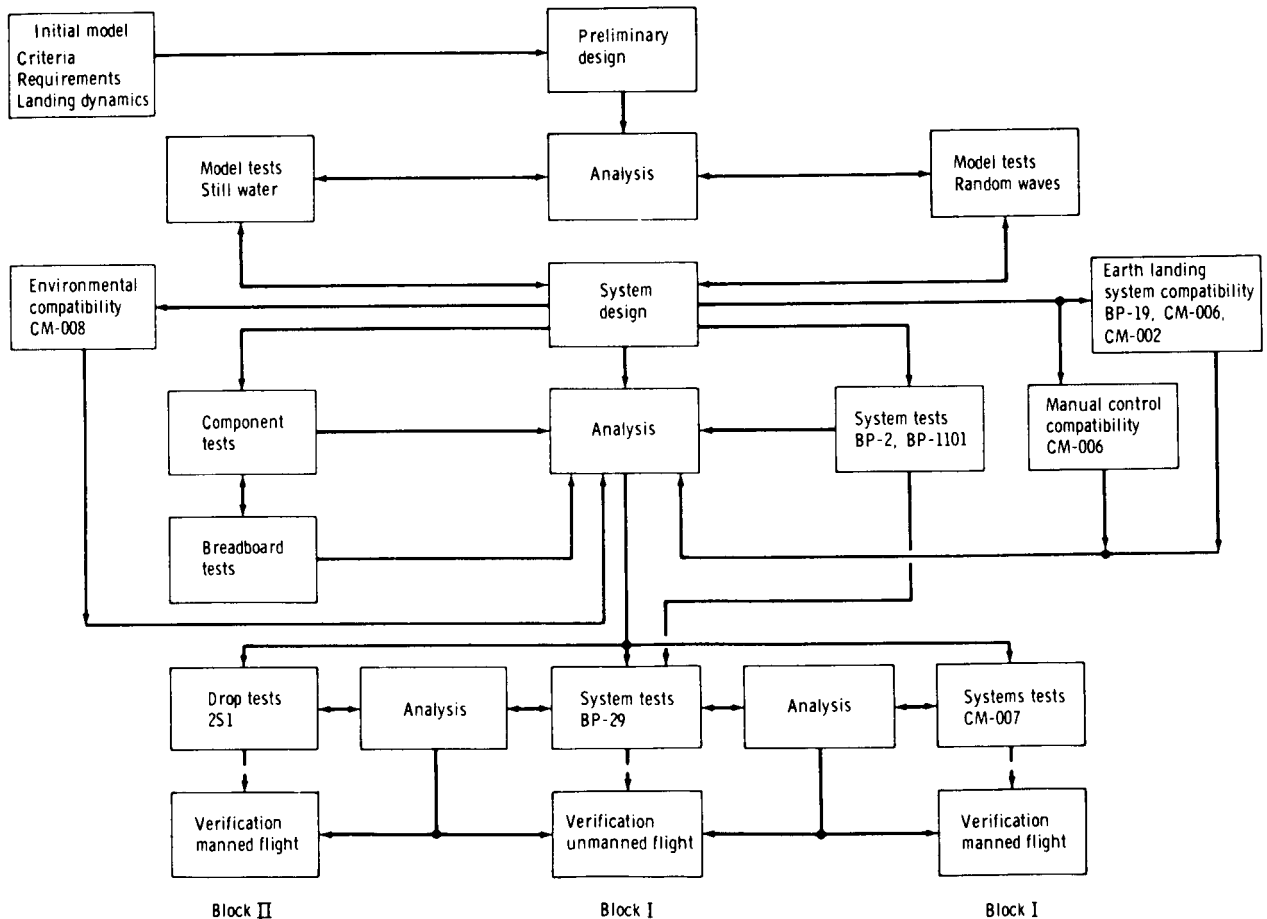 Initial model
Criteria
Requirements
Landing dynamics
Preliminary
design
Model tests
Still water
Analysis
Model tests
Random waves
Environmental
compatibility
CM-008
System
design
Earth landing
system compatibility
BP-19, CM-006,
CM-002
Component
tests
Analysis
System tests
BP-2, BP-1101
Manual control
compatibility
CM-006
Breadboard
tests
Drop tests
2S1
Analysis
System tests
BP-29
Analysis
Systems tests
CM-007
Verification
manned flight
Verification
unmanned flight
Verification
manned flight
Block II
Block I
Block I